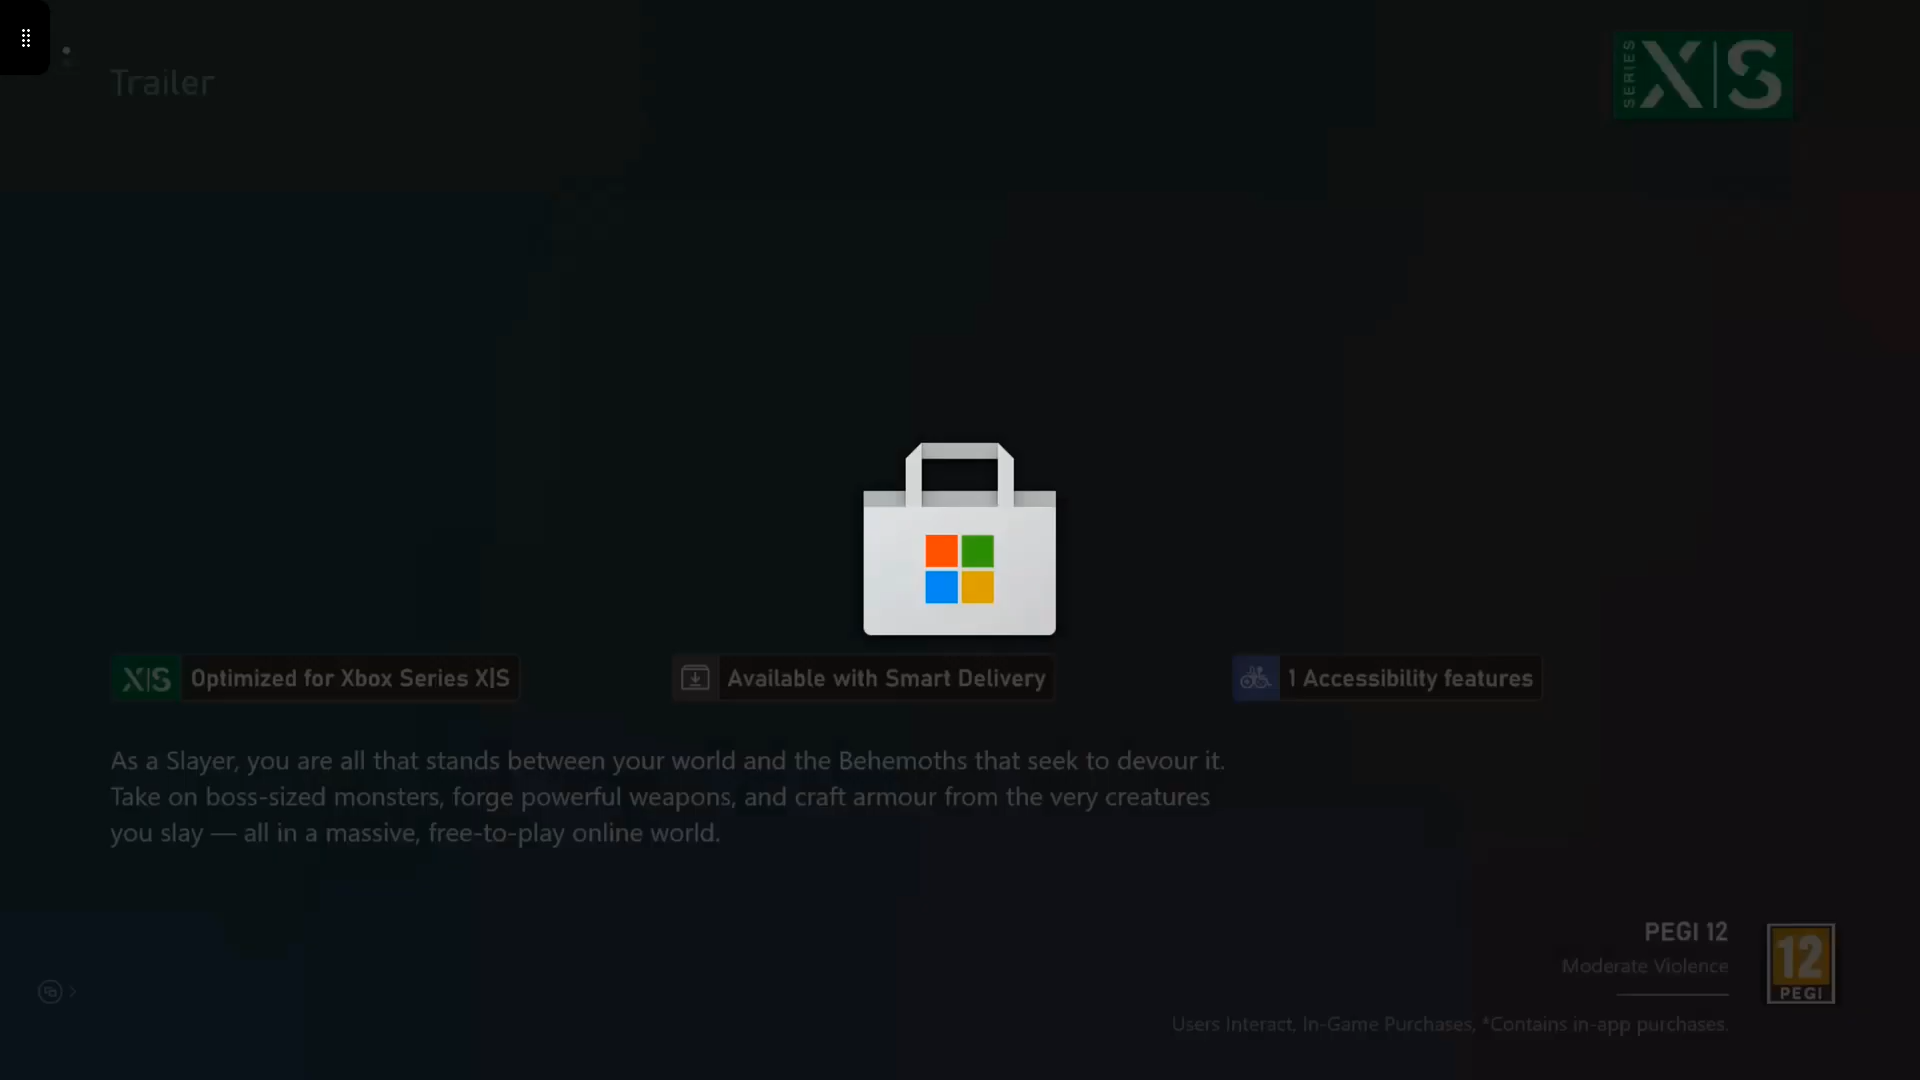 Trailer
SERIES X|S
X|S Optimized for Xbox Series X|S
Available with Smart Delivery
1 Accessibility features
As a Slayer, you are all that stands between your world and the Behemoths that seek to devour it.
Take on boss-sized monsters, forge powerful weapons, and craft armour from the very creatures
you slay — all in a massive, free-to-play online world.
PEGI 12
Moderate Violence
12
PEGI
Users Interact, In-Game Purchases, *Contains in-app purchases.